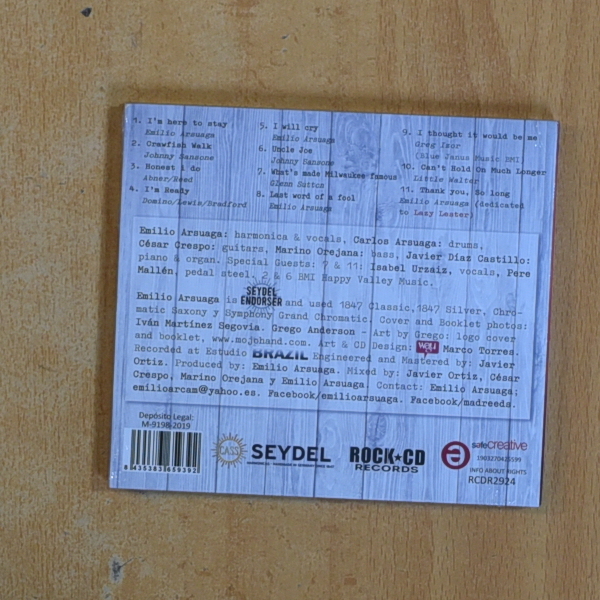 1. I'm here to stay
Emilio Arsuaga
2. Crawfish Walk
Johnny Sansone
3. Honest i do
Abner/Reed
4. I'm Ready
Domino/Lewis/Bradford
5. I will cry
Emilio Arsuaga
6. Uncle Joe
Johnny Sansone
7. What's made Milwaukee famous
Glenn Sutton
8. Last word of a fool
Emilio Arsuaga
9. I thought it would be me
Greg Izor
(Blue Janus Music BMI)
10. Can't Hold On Much Longer
Little Walter
11. Thank you, So long
Emilio Arsuaga (dedicated
to Lazy Lester)
Emilio Arsuaga: harmonica & vocals, Carlos Arsuaga: drums,
César Crespo: guitars, Marino Orejana: bass, Javier Díaz Castillo:
piano & organ. Special Guests: 7 & 11: Isabel Urzaiz, vocals, Pere
Mallén, pedal steel. 2 & 6 BMI Happy Valley Music.
Emilio Arsuaga is SEYDEL ENDORSER and used 1847 Classic, 1847 Silver, Chro-
matic Saxony y Symphony Grand Chromatic. Cover and Booklet photos:
Iván Martínez Segovia. Grego Anderson - Art by Grego: logo cover
and booklet, www.mojohand.com. Art & CD Design: Marco Torres.
Recorded at Estudio BRAZIL Engineered and Mastered by: Javier
Ortiz. Produced by: Emilio Arsuaga. Mixed by: Javier Ortiz, César
Crespo, Marino Orejana y Emilio Arsuaga. Contact: Emilio Arsuaga:
emilioarcam@yahoo.es. Facebook/emilioarsuaga. Facebook/madreeds.
Depósito Legal:
M-9198-2019
8 435383 659392
SEYDEL
ROCK★CD
RECORDS
safeCreative
INFO ABOUT RIGHTS
RCDR2924